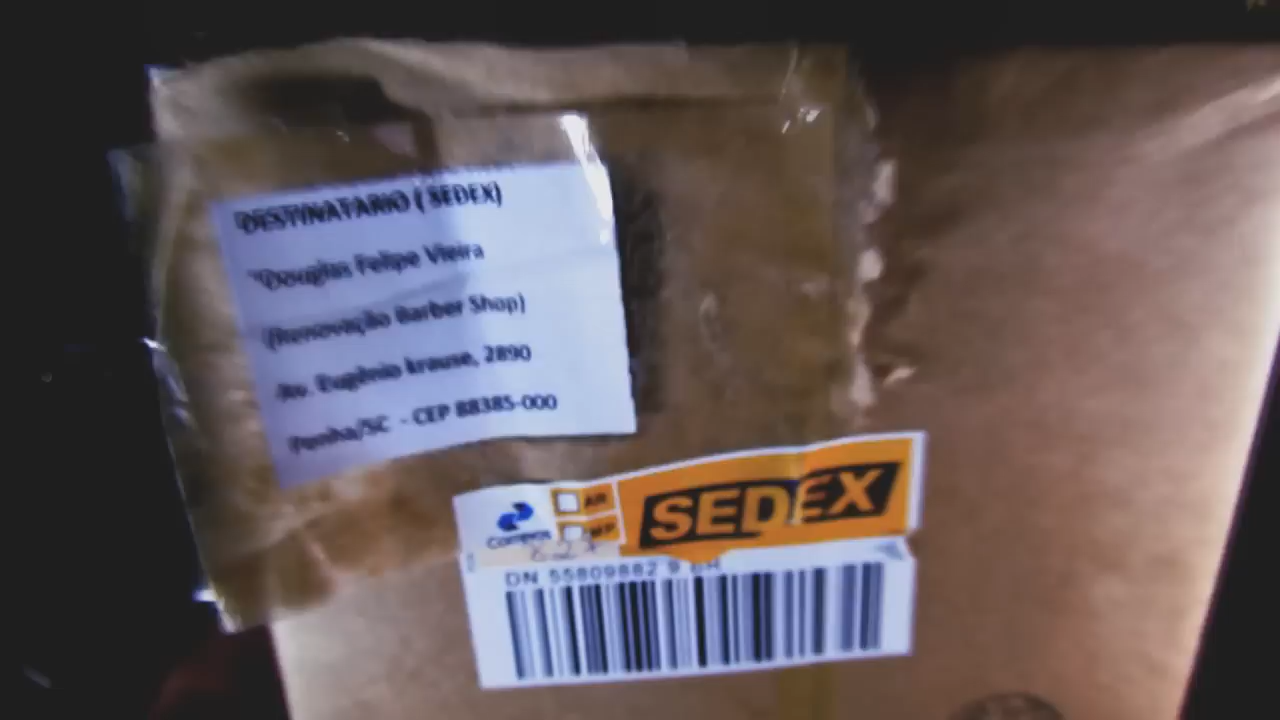 DESTINATARIO ( SEDEX)
Douglas Felipe Vieira
(Renovação Barber Shop)
Av. Eugênio krause, 2890
Penha/SC - CEP 88385-000
Correios
AR
MP
SEDEX
DN 55809882 9 BR